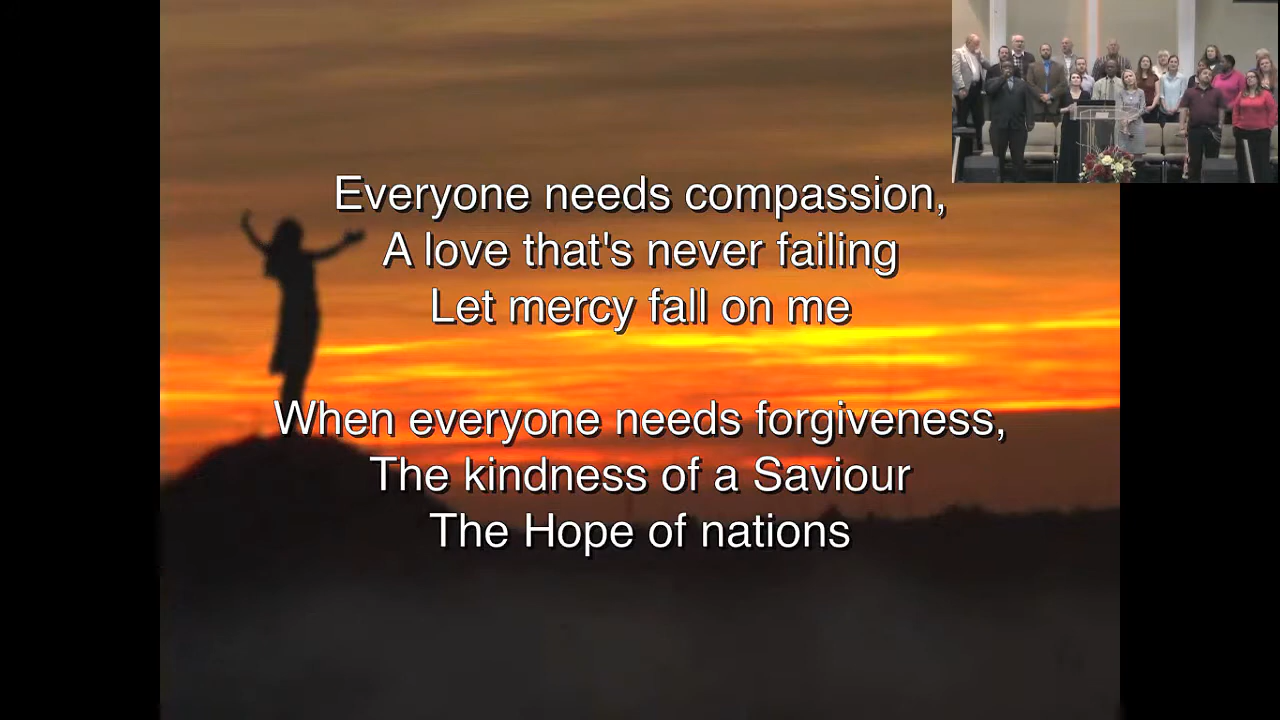 Everyone needs compassion,
A love that's never failing
Let mercy fall on me
When everyone needs forgiveness,
The kindness of a Saviour
The Hope of nations